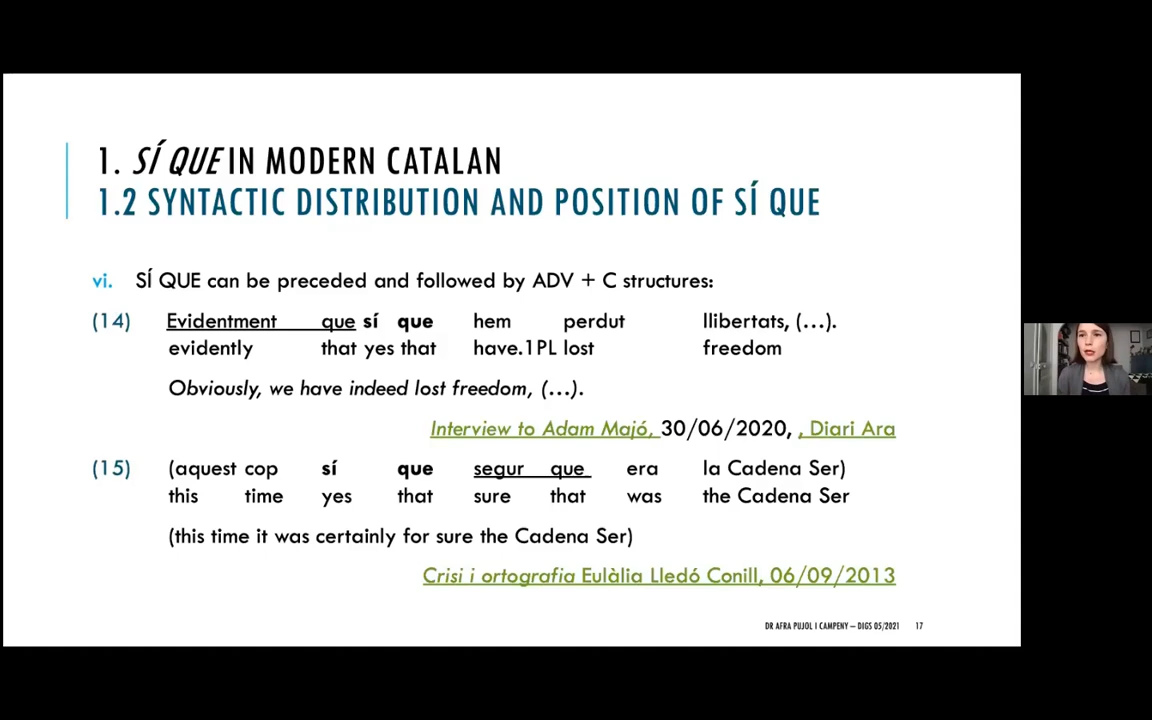 1. SÍ QUE IN MODERN CATALAN
1.2 SYNTACTIC DISTRIBUTION AND POSITION OF SÍ QUE
vi. SÍ QUE can be preceded and followed by ADV + C structures:
(14) Evidentment que sí que hem perdut llibertats, (…).
evidently that yes that have.1PL lost freedom
Obviously, we have indeed lost freedom, (…).
Interview to Adam Majó, 30/06/2020, , Diari Ara
(15) (aquest cop sí que segur que era la Cadena Ser)
this time yes that sure that was the Cadena Ser
(this time it was certainly for sure the Cadena Ser)
Crisi i ortografia Eulàlia Lledó Conill, 06/09/2013
DR AFRA PUJOL I CAMPENY – DIGS 05/2021 17